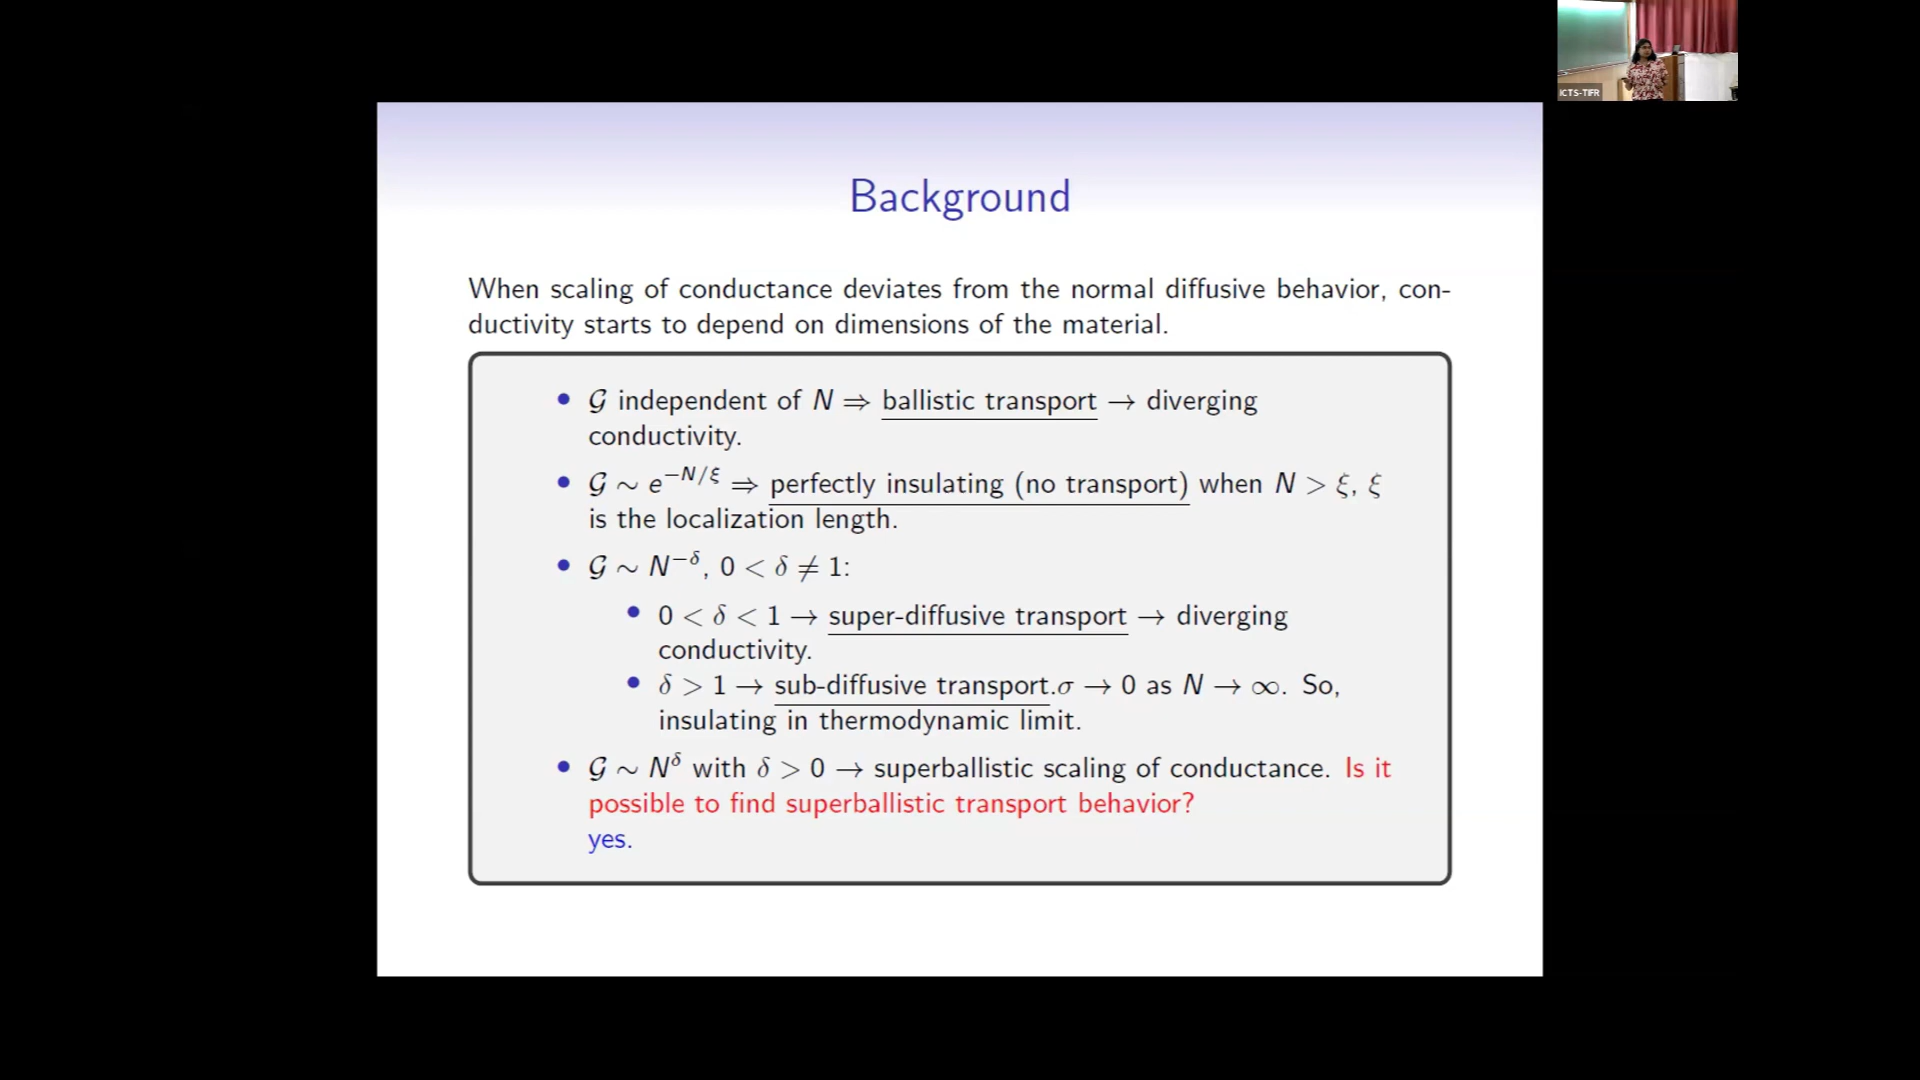 ICTS-TIFR
Background
When scaling of conductance deviates from the normal diffusive behavior, con-
ductivity starts to depend on dimensions of the material.
• 𝒢 independent of N ⇒ ballistic transport → diverging
conductivity.
• 𝒢 ∼ e^{−N/ξ} ⇒ perfectly insulating (no transport) when N > ξ, ξ
is the localization length.
• 𝒢 ∼ N^{−δ}, 0 < δ ≠ 1:
• 0 < δ < 1 → super-diffusive transport → diverging
conductivity.
• δ > 1 → sub-diffusive transport.σ → 0 as N → ∞. So,
insulating in thermodynamic limit.
• 𝒢 ∼ N^δ with δ > 0 → superballistic scaling of conductance. Is it
possible to find superballistic transport behavior?
yes.